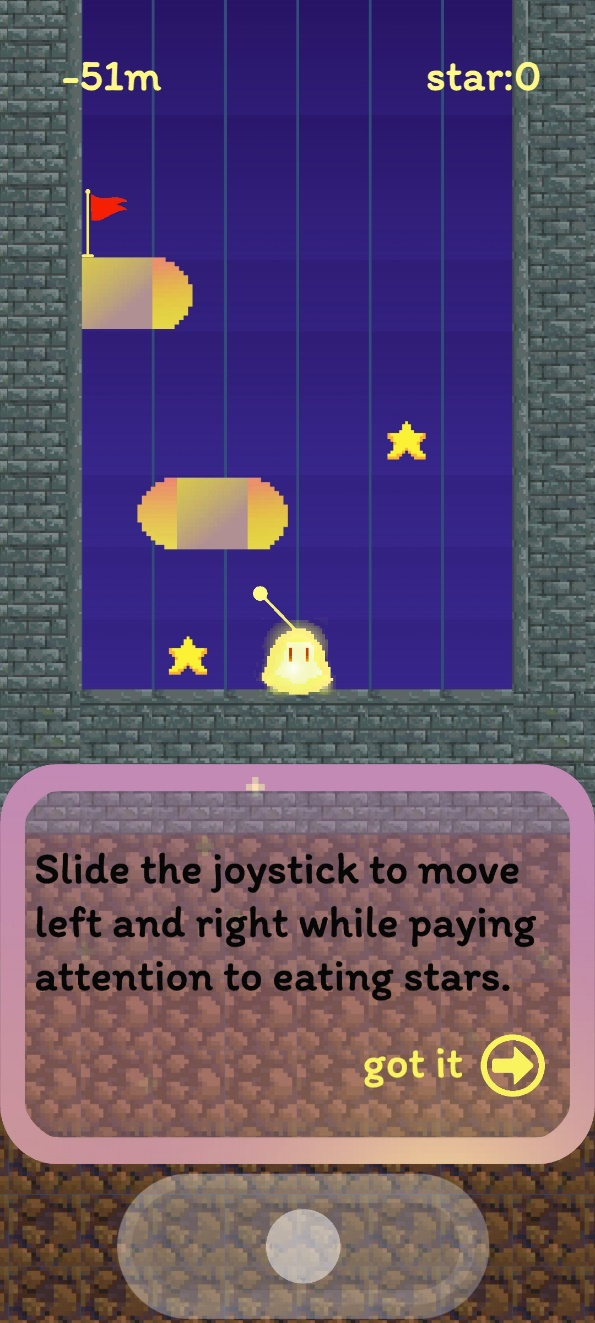 -51m
star:0
Slide the joystick to move
left and right while paying
attention to eating stars.
got it